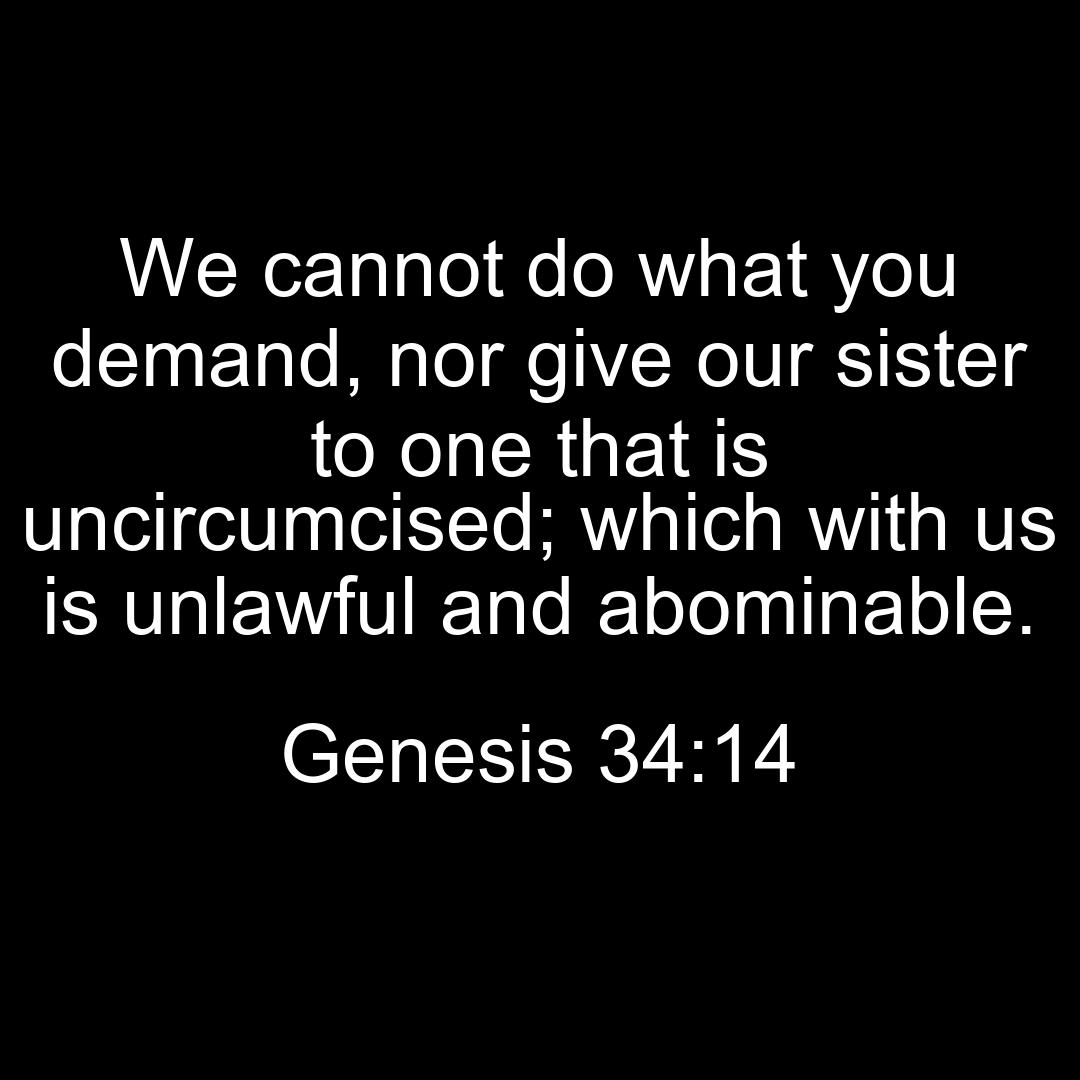 We cannot do what you
demand, nor give our sister
to one that is
uncircumcised; which with us
is unlawful and abominable.
Genesis 34:14